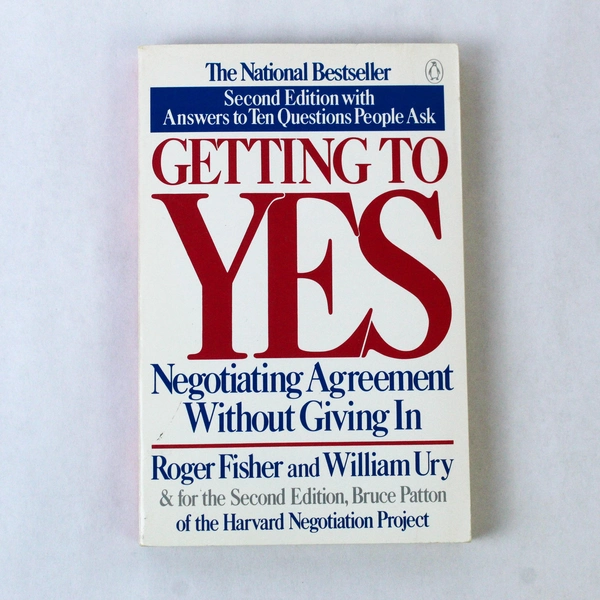 The National Bestseller
Second Edition with
Answers to Ten Questions People Ask
GETTING TO
YES
Negotiating Agreement
Without Giving In
Roger Fisher and William Ury
& for the Second Edition, Bruce Patton
of the Harvard Negotiation Project